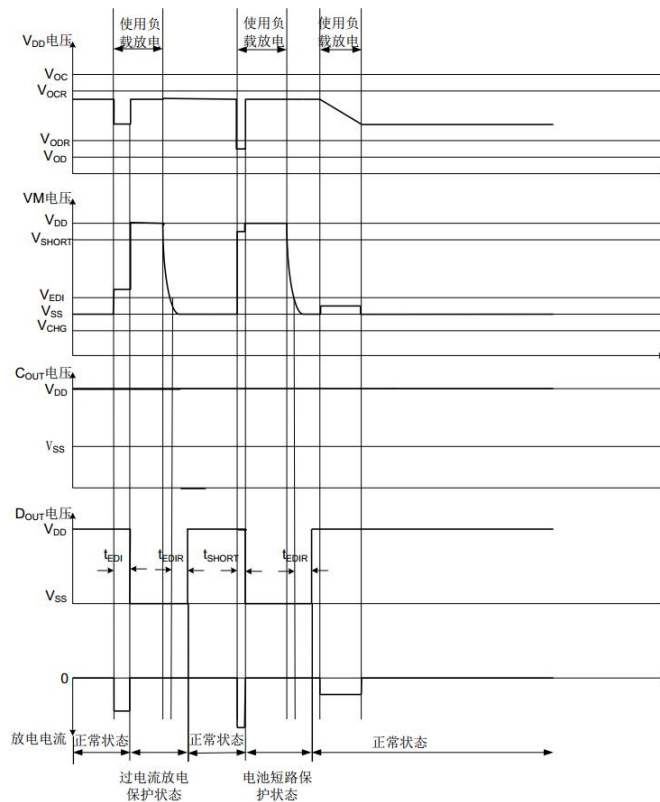 使用负
载放电
使用负
载放电
使用负
载放电
VDD电压
VOC
VOCR
VODR
VOD
VM电压
VDD
VSHORT
VEDI
VSS
VCHG
COUT电压
VDD
VSS
DOUT电压
VDD
tEDI
tEDIR
tSHORT
tEDIR
VSS
0
放电电流
正常状态
正常状态
正常状态
过电流放电
保护状态
电池短路保
护状态